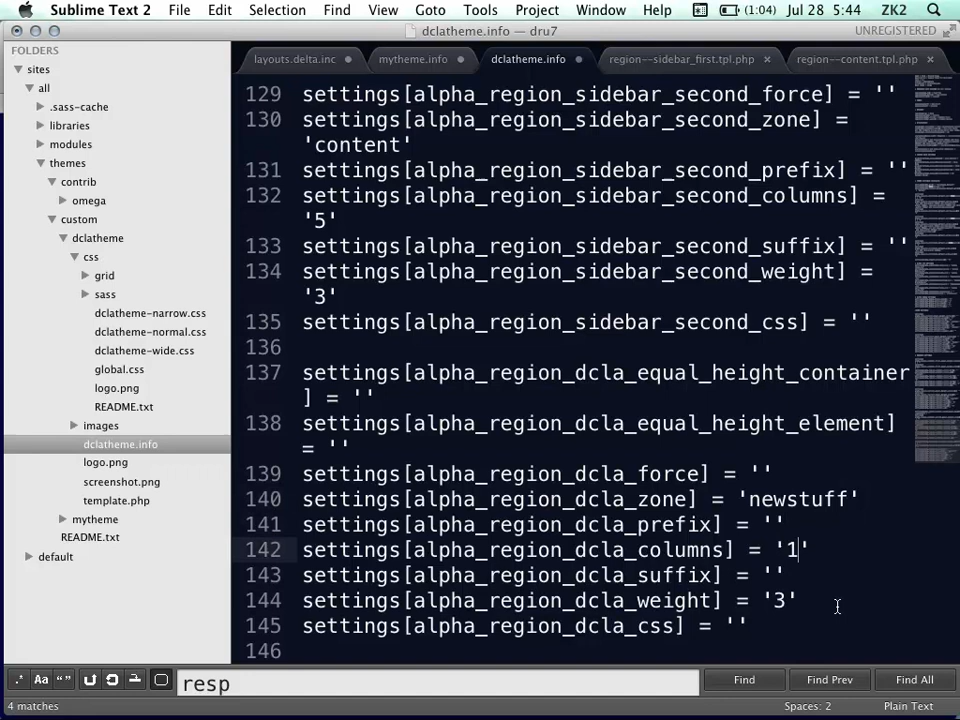 Sublime Text 2 File Edit Selection Find View Goto Tools Project Window Help (1:04) Jul 28 5:44 ZK2
dclatheme.info — dru7 UNREGISTERED
FOLDERS
sites
all
.sass-cache
libraries
modules
themes
contrib
omega
custom
dclatheme
css
grid
sass
dclatheme-narrow.css
dclatheme-normal.css
dclatheme-wide.css
global.css
logo.png
README.txt
images
dclatheme.info
logo.png
screenshot.png
template.php
mytheme
README.txt
default
layouts.delta.inc mytheme.info dclatheme.info region--sidebar_first.tpl.php region--content.tpl.php
129 settings[alpha_region_sidebar_second_force] = ''
130 settings[alpha_region_sidebar_second_zone] =
'content'
131 settings[alpha_region_sidebar_second_prefix] = ''
132 settings[alpha_region_sidebar_second_columns] =
'5'
133 settings[alpha_region_sidebar_second_suffix] = ''
134 settings[alpha_region_sidebar_second_weight] =
'3'
135 settings[alpha_region_sidebar_second_css] = ''
136
137 settings[alpha_region_dcla_equal_height_container
] = ''
138 settings[alpha_region_dcla_equal_height_element]
= ''
139 settings[alpha_region_dcla_force] = ''
140 settings[alpha_region_dcla_zone] = 'newstuff'
141 settings[alpha_region_dcla_prefix] = ''
142 settings[alpha_region_dcla_columns] = '1'
143 settings[alpha_region_dcla_suffix] = ''
144 settings[alpha_region_dcla_weight] = '3'
145 settings[alpha_region_dcla_css] = ''
146
.* Aa “” resp Find Find Prev Find All
4 matches Spaces: 2 Plain Text